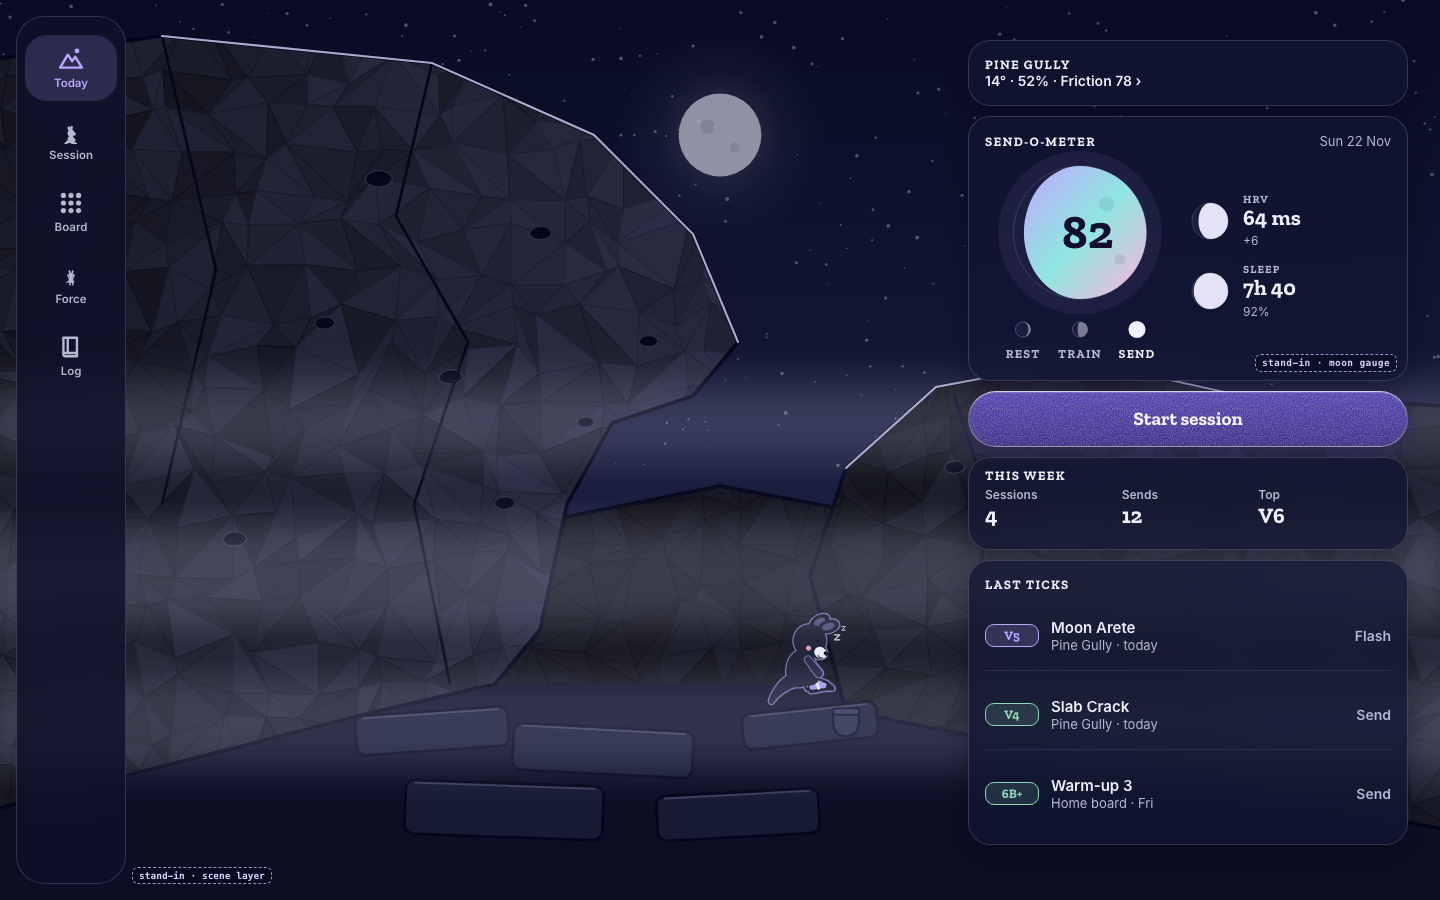 Today
Session
Board
Force
Log
stand-in · scene layer
z
z
PINE GULLY
14° · 52% · Friction 78 ›
SEND-O-METER
Sun 22 Nov
82
REST
TRAIN
SEND
HRV
64 ms
+6
SLEEP
7h 40
92%
stand-in · moon gauge
Start session
THIS WEEK
Sessions
Sends
Top
4
12
V6
LAST TICKS
V5
Moon Arete
Pine Gully · today
Flash
V4
Slab Crack
Pine Gully · today
Send
6B+
Warm-up 3
Home board · Fri
Send